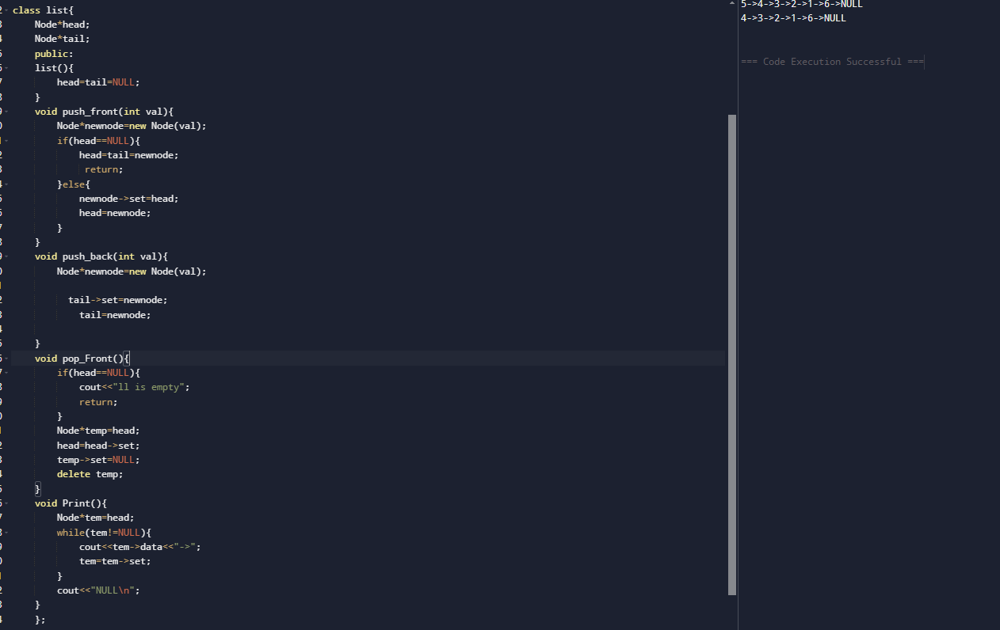 class list{
    Node*head;
    Node*tail;
    public:
    list(){
        head=tail=NULL;
    }
    void push_front(int val){
        Node*newnode=new Node(val);
        if(head==NULL){
            head=tail=newnode;
             return;
        }else{
            newnode->set=head;
            head=newnode;
        }
    }
    void push_back(int val){
        Node*newnode=new Node(val);
          tail->set=newnode;
            tail=newnode;
    }
    void pop_Front(){
        if(head==NULL){
            cout<<"ll is empty";
            return;
        }
        Node*temp=head;
        head=head->set;
        temp->set=NULL;
        delete temp;
    }
    void Print(){
        Node*tem=head;
        while(tem!=NULL){
            cout<<tem->data<<"->";
            tem=tem->set;
        }
        cout<<"NULL\n";
    }
    };
5->4->3->2->1->6->NULL
4->3->2->1->6->NULL
=== Code Execution Successful ===